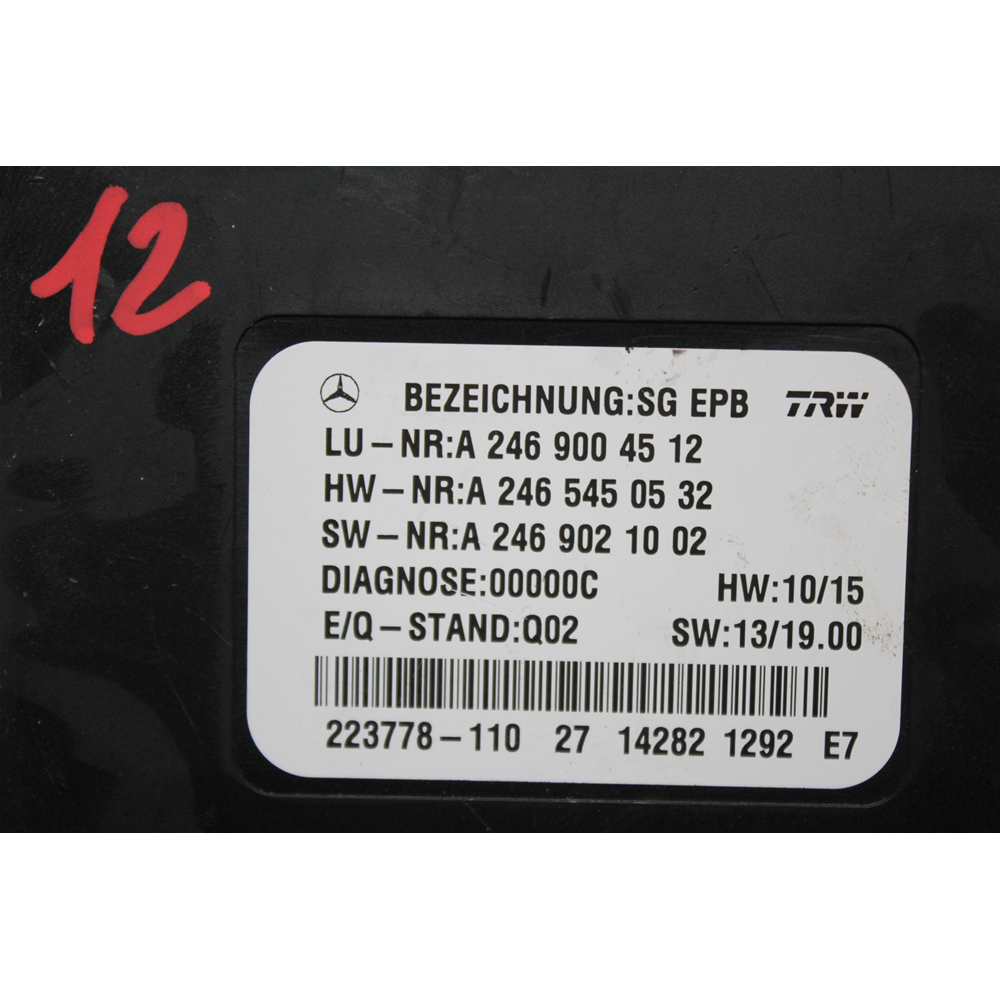 12
BEZEICHNUNG:SG EPB TRW
LU-NR:A 246 900 45 12
HW-NR:A 246 545 05 32
SW-NR:A 246 902 10 02
DIAGNOSE:00000C HW:10/15
E/Q-STAND:Q02 SW:13/19.00
223778-110 27 14282 1292 E7